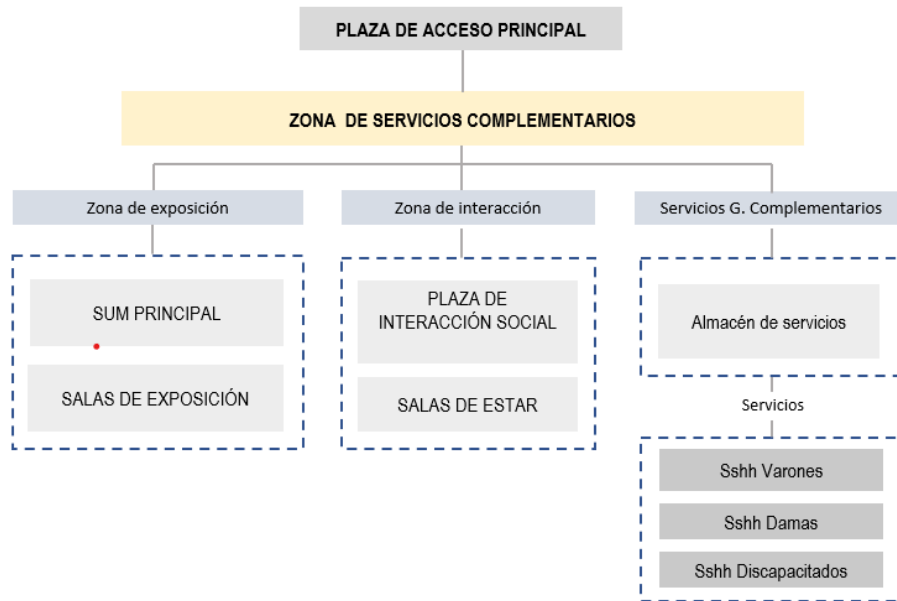 PLAZA DE ACCESO PRINCIPAL
ZONA DE SERVICIOS COMPLEMENTARIOS
Zona de exposición
SUM PRINCIPAL
SALAS DE EXPOSICIÓN
Zona de interacción
PLAZA DE
INTERACCIÓN SOCIAL
SALAS DE ESTAR
Servicios G. Complementarios
Almacén de servicios
Servicios
Sshh Varones
Sshh Damas
Sshh Discapacitados